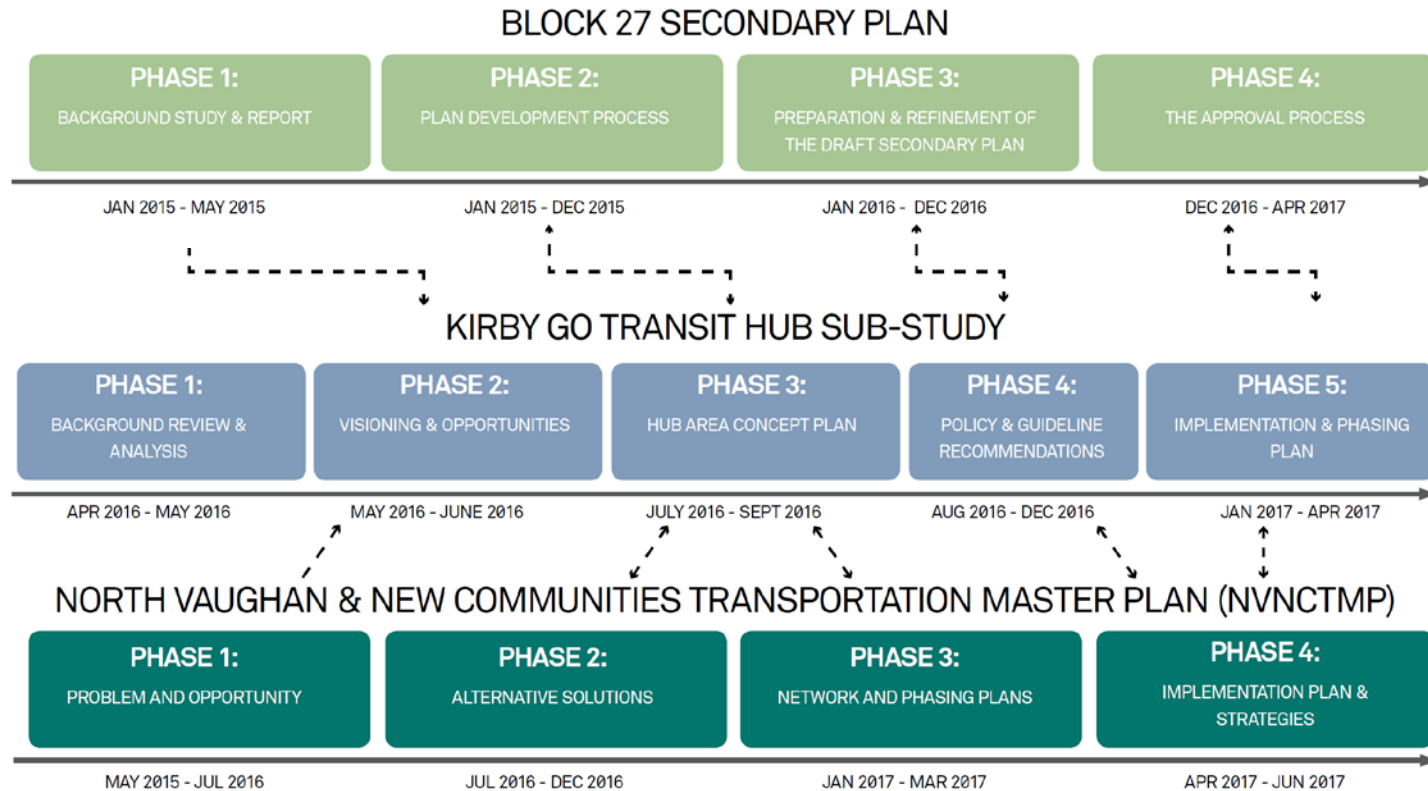 BLOCK 27 SECONDARY PLAN
PHASE 1:
BACKGROUND STUDY & REPORT
PHASE 2:
PLAN DEVELOPMENT PROCESS
PHASE 3:
PREPARATION & REFINEMENT OF
THE DRAFT SECONDARY PLAN
PHASE 4:
THE APPROVAL PROCESS
JAN 2015 - MAY 2015
JAN 2015 - DEC 2015
JAN 2016 - DEC 2016
DEC 2016 - APR 2017
KIRBY GO TRANSIT HUB SUB-STUDY
PHASE 1:
BACKGROUND REVIEW &
ANALYSIS
PHASE 2:
VISIONING & OPPORTUNITIES
PHASE 3:
HUB AREA CONCEPT PLAN
PHASE 4:
POLICY & GUIDELINE
RECOMMENDATIONS
PHASE 5:
IMPLEMENTATION & PHASING
PLAN
APR 2016 - MAY 2016
MAY 2016 - JUNE 2016
JULY 2016 - SEPT 2016
AUG 2016 - DEC 2016
JAN 2017 - APR 2017
NORTH VAUGHAN & NEW COMMUNITIES TRANSPORTATION MASTER PLAN (NVNCTMP)
PHASE 1:
PROBLEM AND OPPORTUNITY
PHASE 2:
ALTERNATIVE SOLUTIONS
PHASE 3:
NETWORK AND PHASING PLANS
PHASE 4:
IMPLEMENTATION PLAN &
STRATEGIES
MAY 2015 - JUL 2016
JUL 2016 - DEC 2016
JAN 2017 - MAR 2017
APR 2017 - JUN 2017